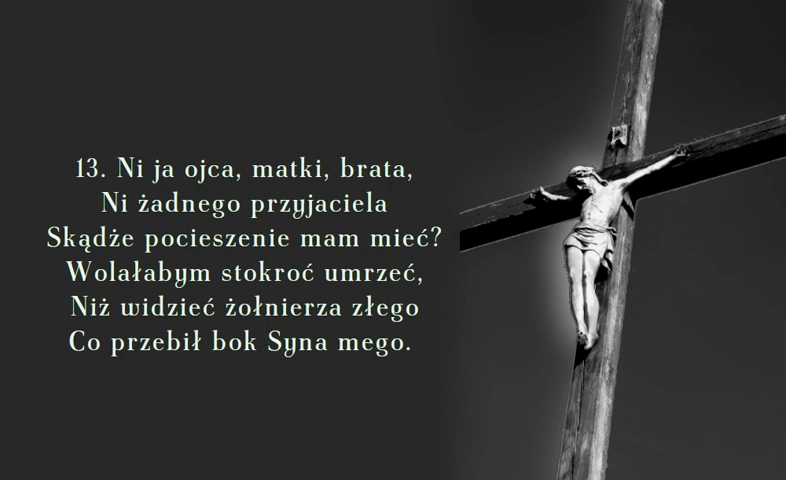 13. Ni ja ojca, matki, brata,
Ni żadnego przyjaciela
Skądże pocieszenie mam mieć?
Wolałabym stokroć umrzeć,
Niż widzieć żołnierza złego
Co przebił bok Syna mego.